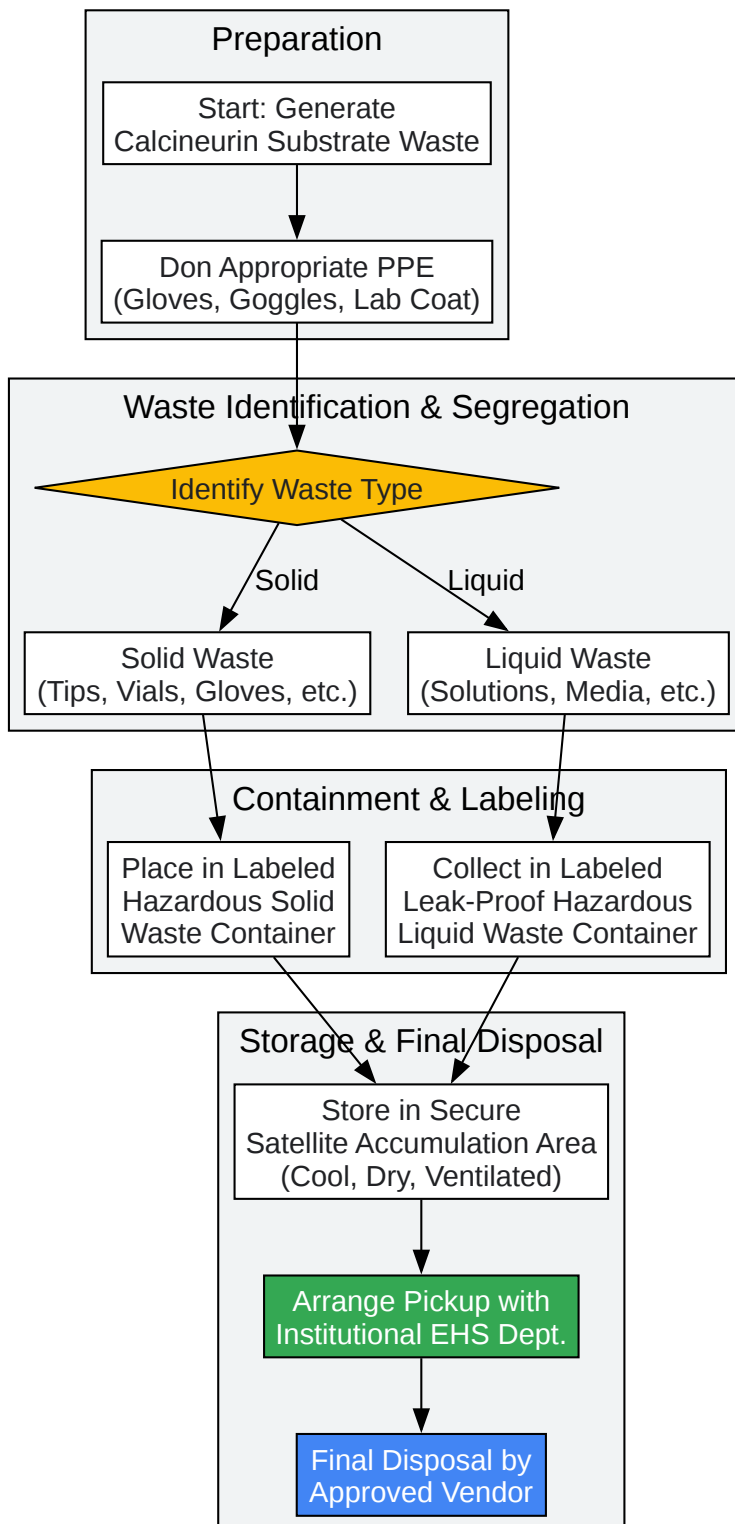 Preparation
Start: Generate
Calcineurin Substrate Waste
Don Appropriate PPE
(Gloves, Goggles, Lab Coat)
Waste Identification & Segregation
Identify Waste Type
Solid
Liquid
Solid Waste
(Tips, Vials, Gloves, etc.)
Liquid Waste
(Solutions, Media, etc.)
Containment & Labeling
Place in Labeled
Hazardous Solid
Waste Container
Collect in Labeled
Leak-Proof Hazardous
Liquid Waste Container
Storage & Final Disposal
Store in Secure
Satellite Accumulation Area
(Cool, Dry, Ventilated)
Arrange Pickup with
Institutional EHS Dept.
Final Disposal by
Approved Vendor